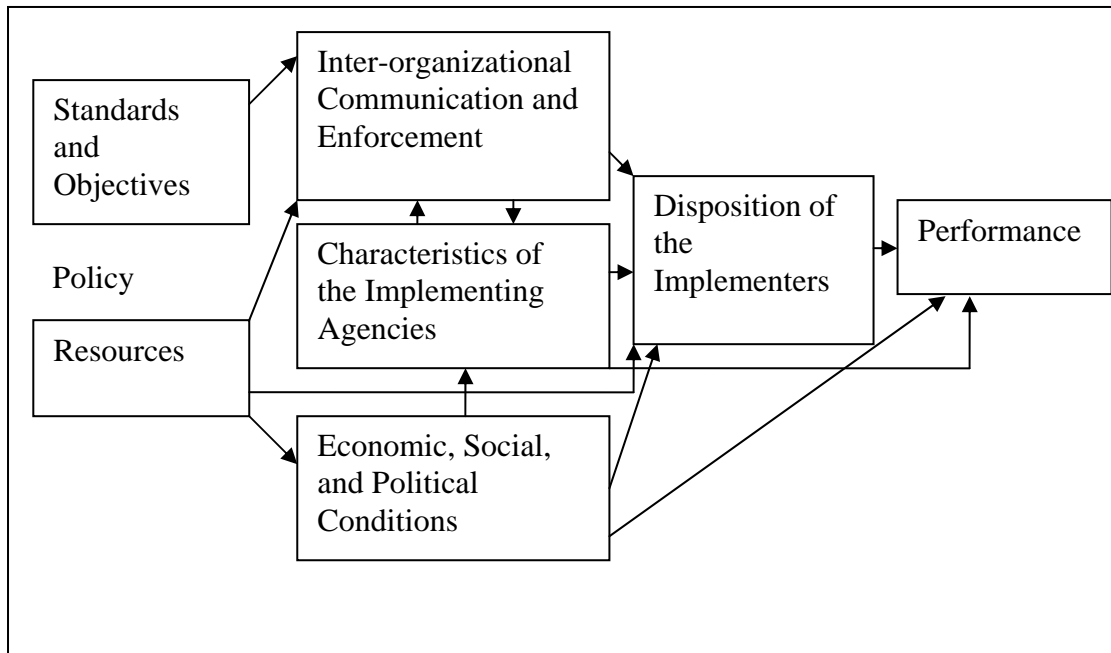 Standards
and
Objectives
Inter-organizational
Communication and
Enforcement
Policy
Resources
Characteristics of
the Implementing
Agencies
Economic, Social,
and Political
Conditions
Disposition of
the
Implementers
Performance